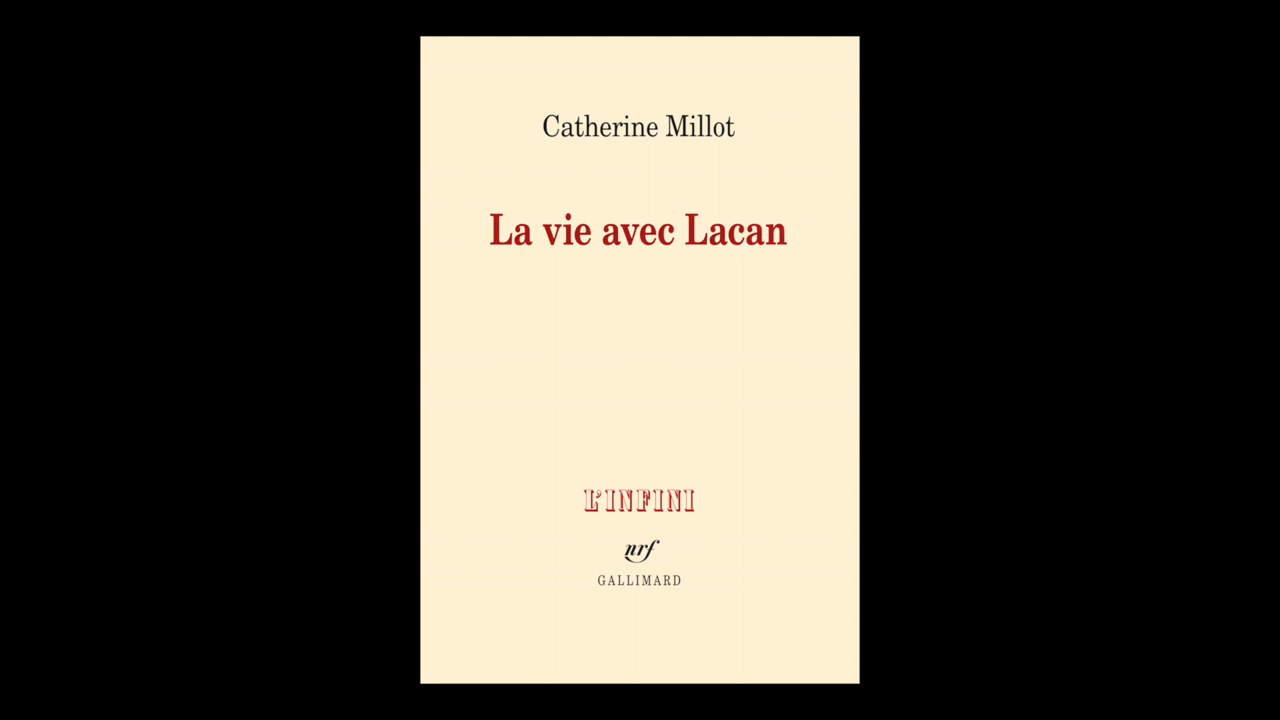 Catherine Millot
La vie avec Lacan
L'INFINI
nrf
GALLIMARD